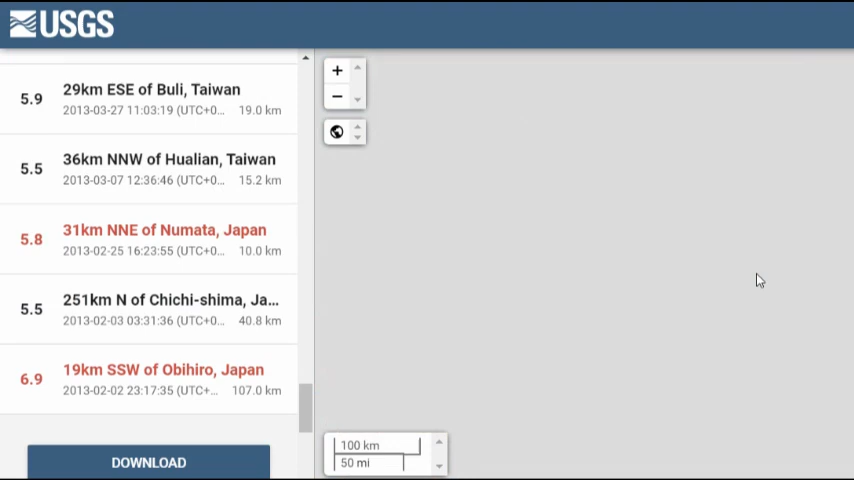 USGS
5.9
29km ESE of Buli, Taiwan
2013-03-27 11:03:19 (UTC+0... 19.0 km
5.5
36km NNW of Hualian, Taiwan
2013-03-07 12:36:46 (UTC+0... 15.2 km
5.8
31km NNE of Numata, Japan
2013-02-25 16:23:55 (UTC+0... 10.0 km
5.5
251km N of Chichi-shima, Ja...
2013-02-03 03:31:36 (UTC+0... 40.8 km
6.9
19km SSW of Obihiro, Japan
2013-02-02 23:17:35 (UTC+... 107.0 km
DOWNLOAD
+
−
100 km
50 mi